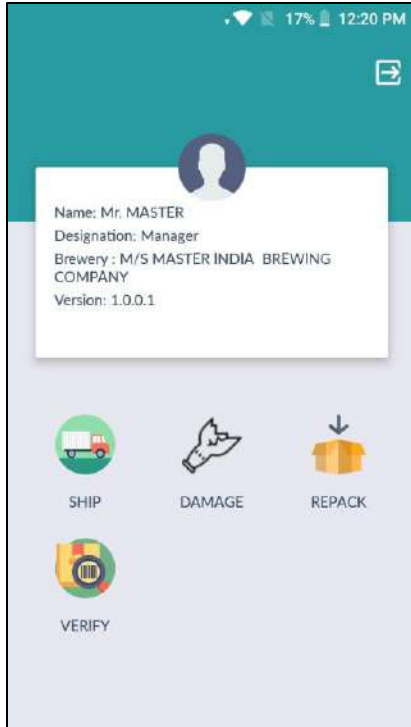 17% 12:20 PM
Name: Mr. MASTER
Designation: Manager
Brewery : M/S MASTER INDIA BREWING
COMPANY
Version: 1.0.0.1
SHIP DAMAGE REPACK
VERIFY